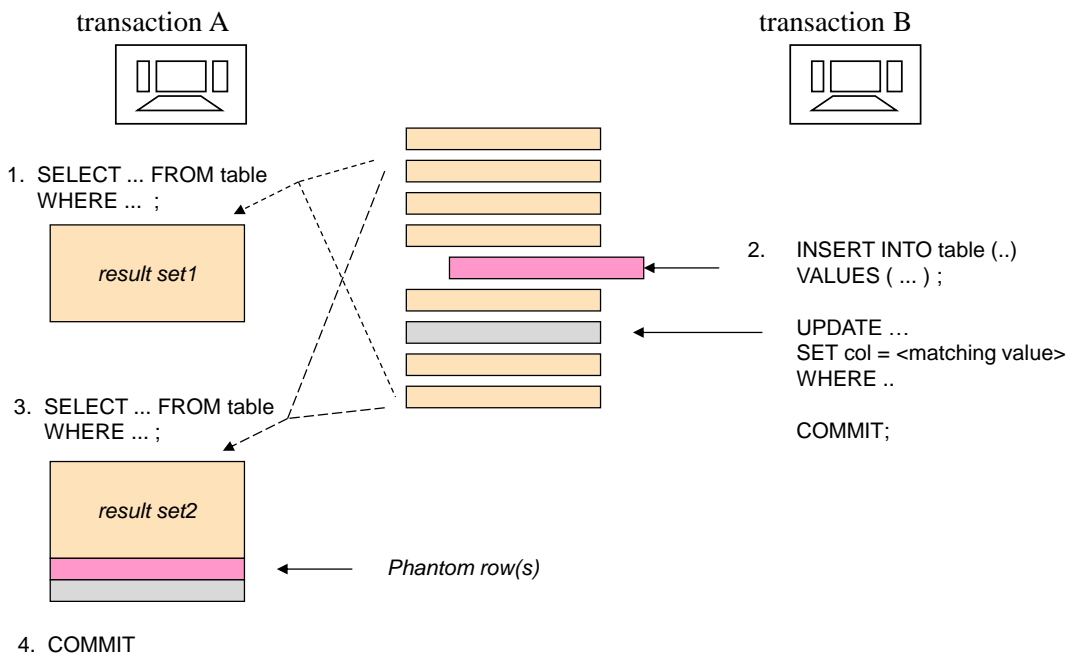 transaction A
transaction B
1. SELECT ... FROM table
WHERE ... ;
result set1
2. INSERT INTO table (..)
VALUES ( ... ) ;
UPDATE ...
SET col = <matching value>
WHERE ..
COMMIT;
3. SELECT ... FROM table
WHERE ... ;
result set2
Phantom row(s)
4. COMMIT